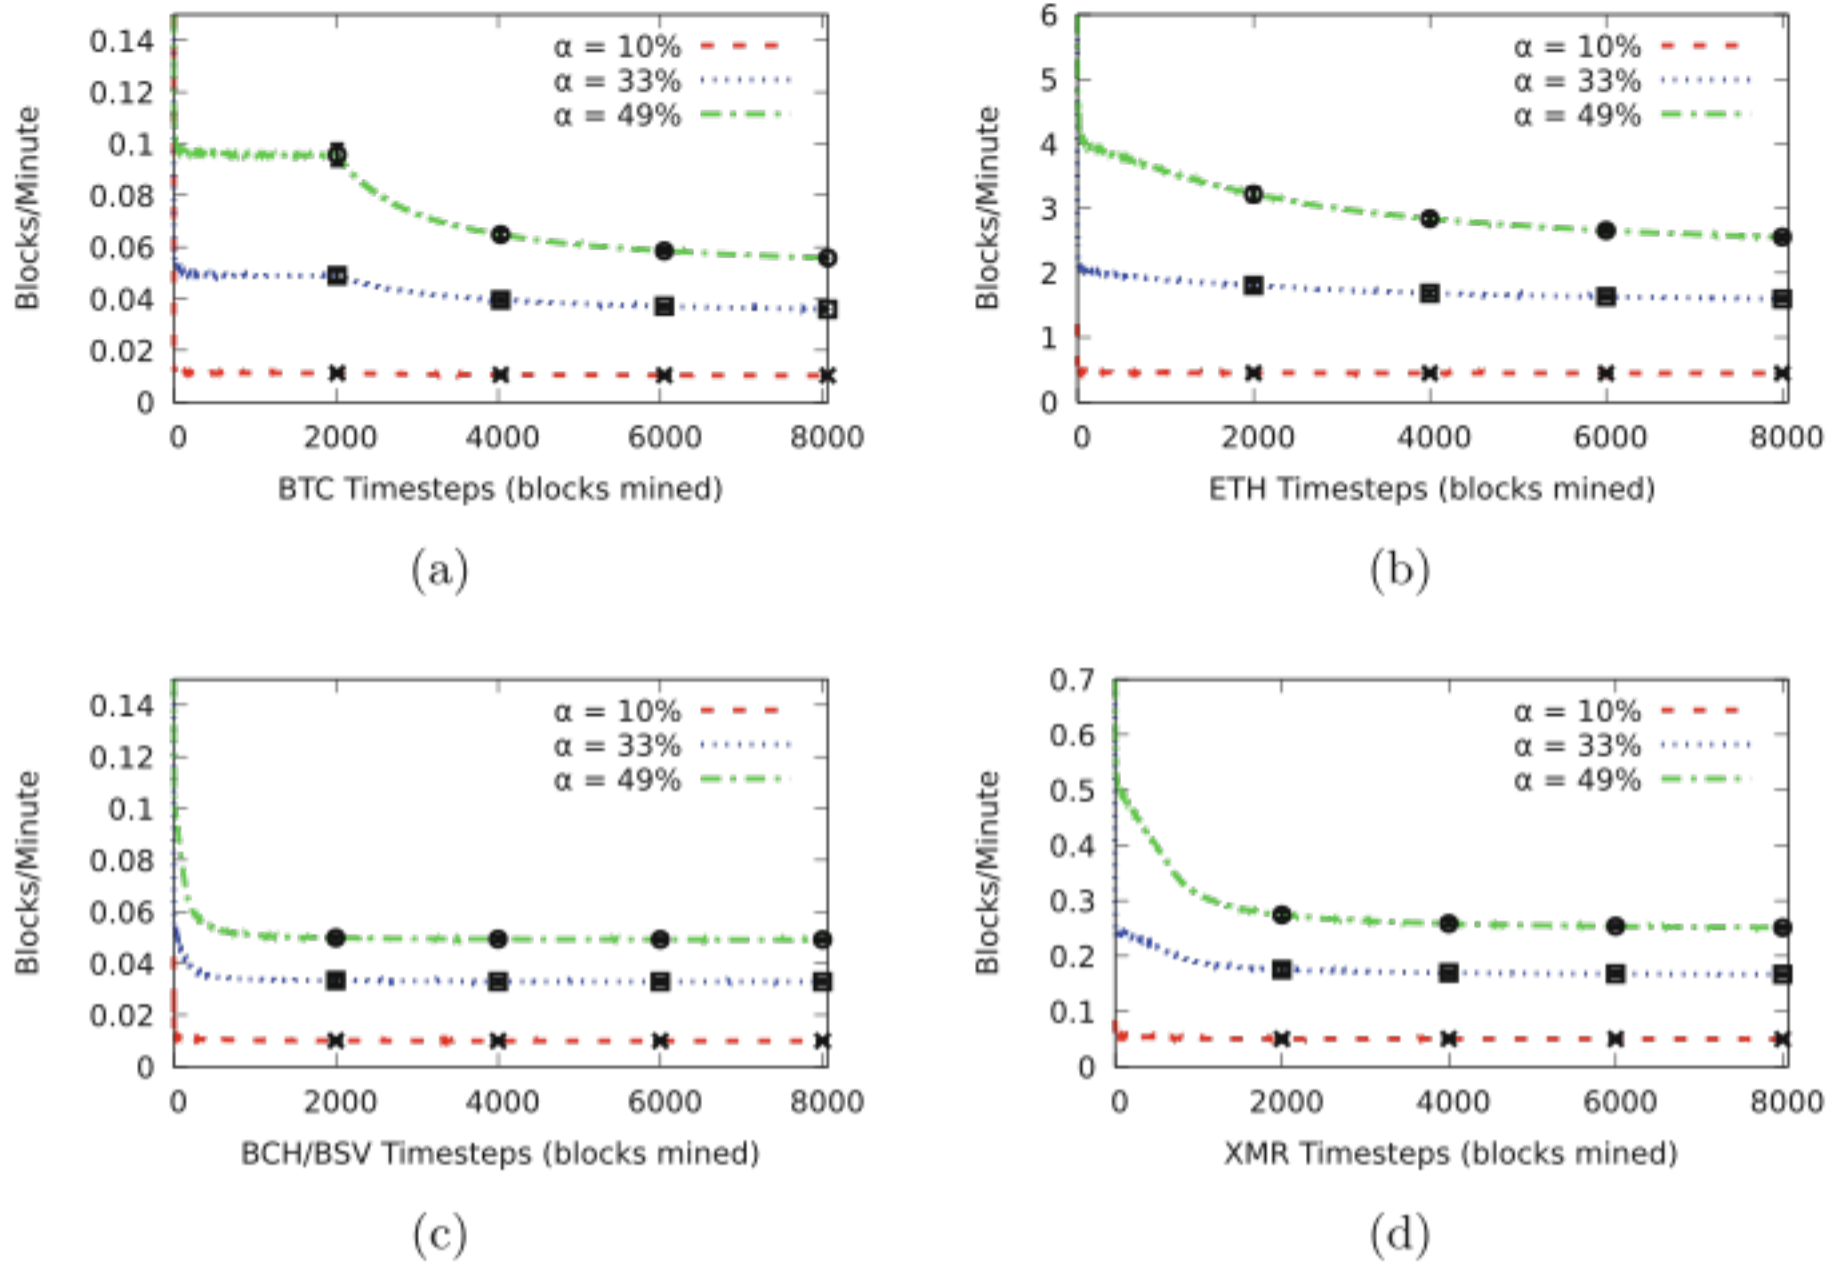 0.14
0.12
0.1
0.08
0.06
0.04
0.02
0
Blocks/Minute
α = 10%
α = 33%
α = 49%
0 2000 4000 6000 8000
BTC Timesteps (blocks mined)
(a)
6
5
4
3
2
1
0
Blocks/Minute
α = 10%
α = 33%
α = 49%
0 2000 4000 6000 8000
ETH Timesteps (blocks mined)
(b)
0.14
0.12
0.1
0.08
0.06
0.04
0.02
0
Blocks/Minute
α = 10%
α = 33%
α = 49%
0 2000 4000 6000 8000
BCH/BSV Timesteps (blocks mined)
(c)
0.7
0.6
0.5
0.4
0.3
0.2
0.1
0
Blocks/Minute
α = 10%
α = 33%
α = 49%
0 2000 4000 6000 8000
XMR Timesteps (blocks mined)
(d)